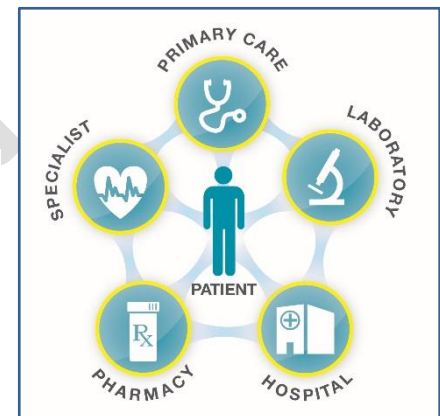 PRIMARY CARE
LABORATORY
SPECIALIST
PATIENT
Rx
PHARMACY
HOSPITAL